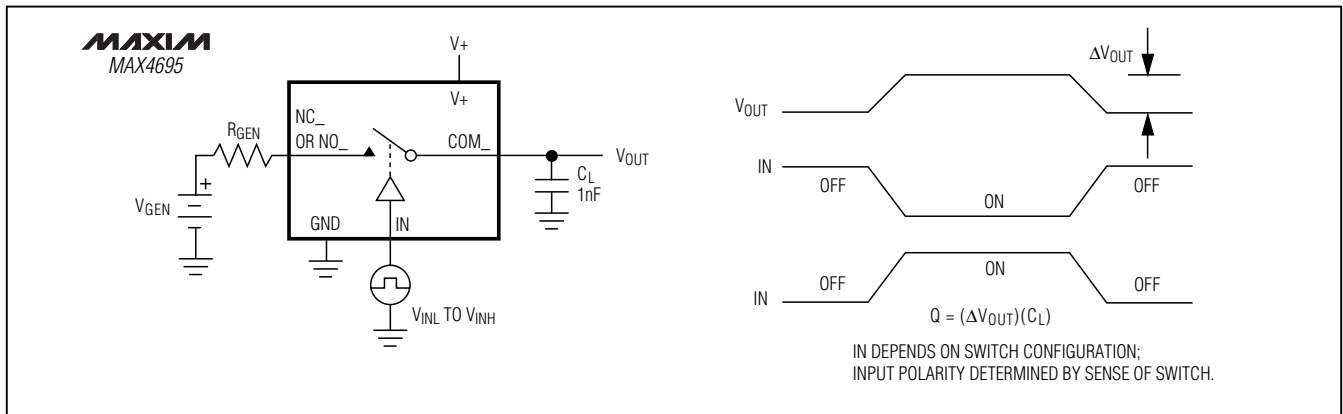 MAXIM
MAX4695
V+
V+
NC_
OR NO_
COM_
RGEN
VGEN
+
GND
IN
VOUT
CL
1nF
VINL TO VINH
ΔVOUT
VOUT
IN
OFF
ON
OFF
IN
OFF
ON
OFF
Q = (ΔVOUT)(CL)
IN DEPENDS ON SWITCH CONFIGURATION;
INPUT POLARITY DETERMINED BY SENSE OF SWITCH.